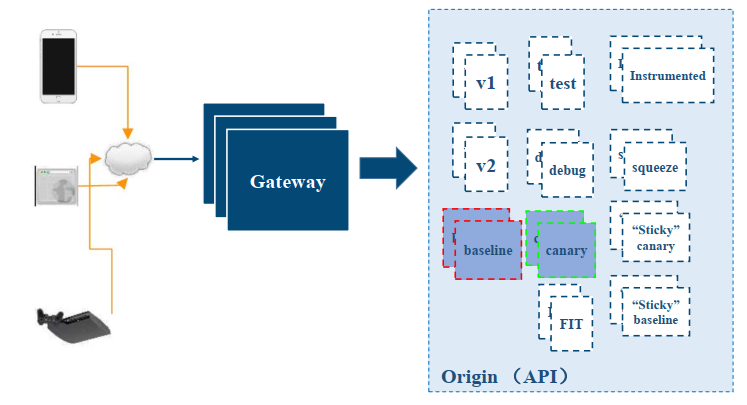 v1
test
Instrumented
v2
debug
squeeze
Gateway
baseline
canary
“Sticky”
canary
FIT
“Sticky”
baseline
Origin （API）